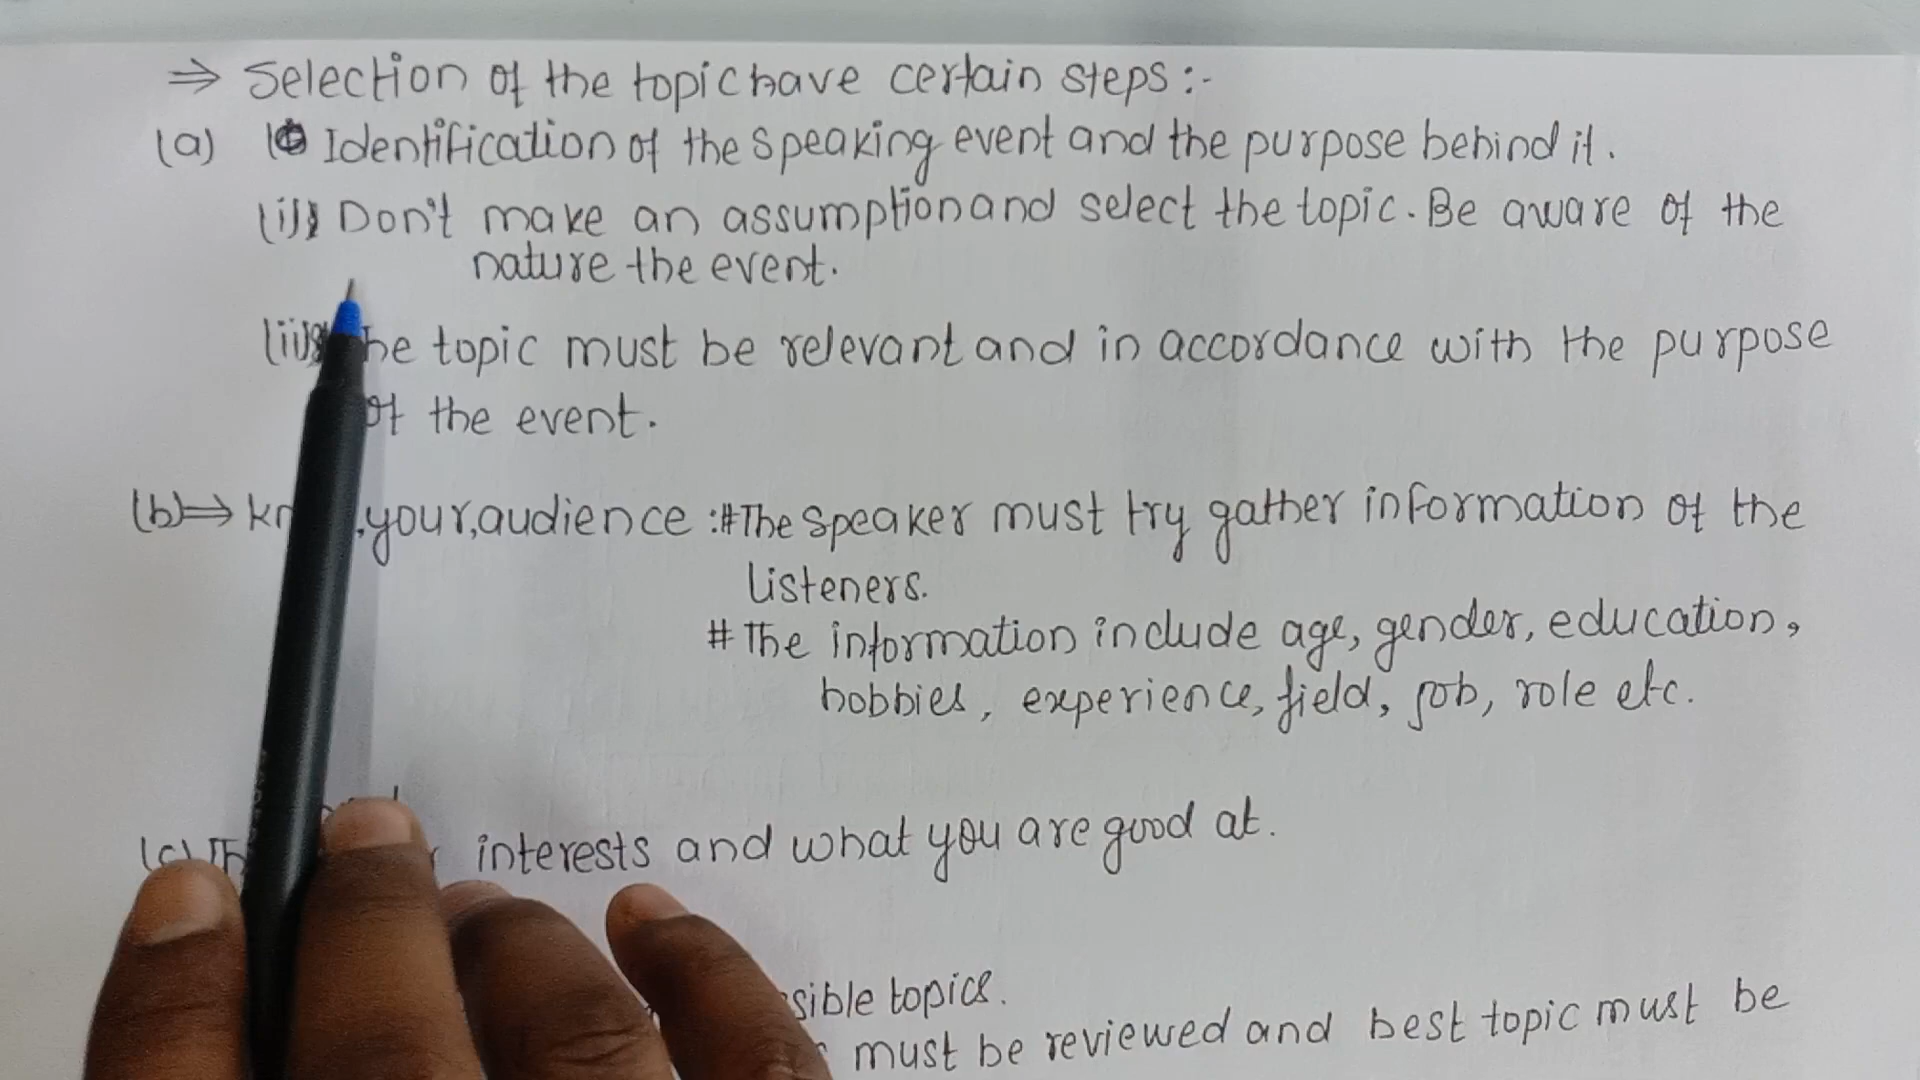 ⇒ Selection of the topic have certain steps :-
(a) Identification of the speaking event and the purpose behind it.
(ii) Don't make an assumption and select the topic. Be aware of the
nature the event.
(iii) topic must be relevant and in accordance with the purpose
of the event.
(b) ⇒ your, audience :# The speaker must try gather information of the
listeners.
# The information include age, gender, education,
hobbies, experience, field, job, role etc.
(c) interests and what you are good at.
topics.
must be reviewed and best topic must be